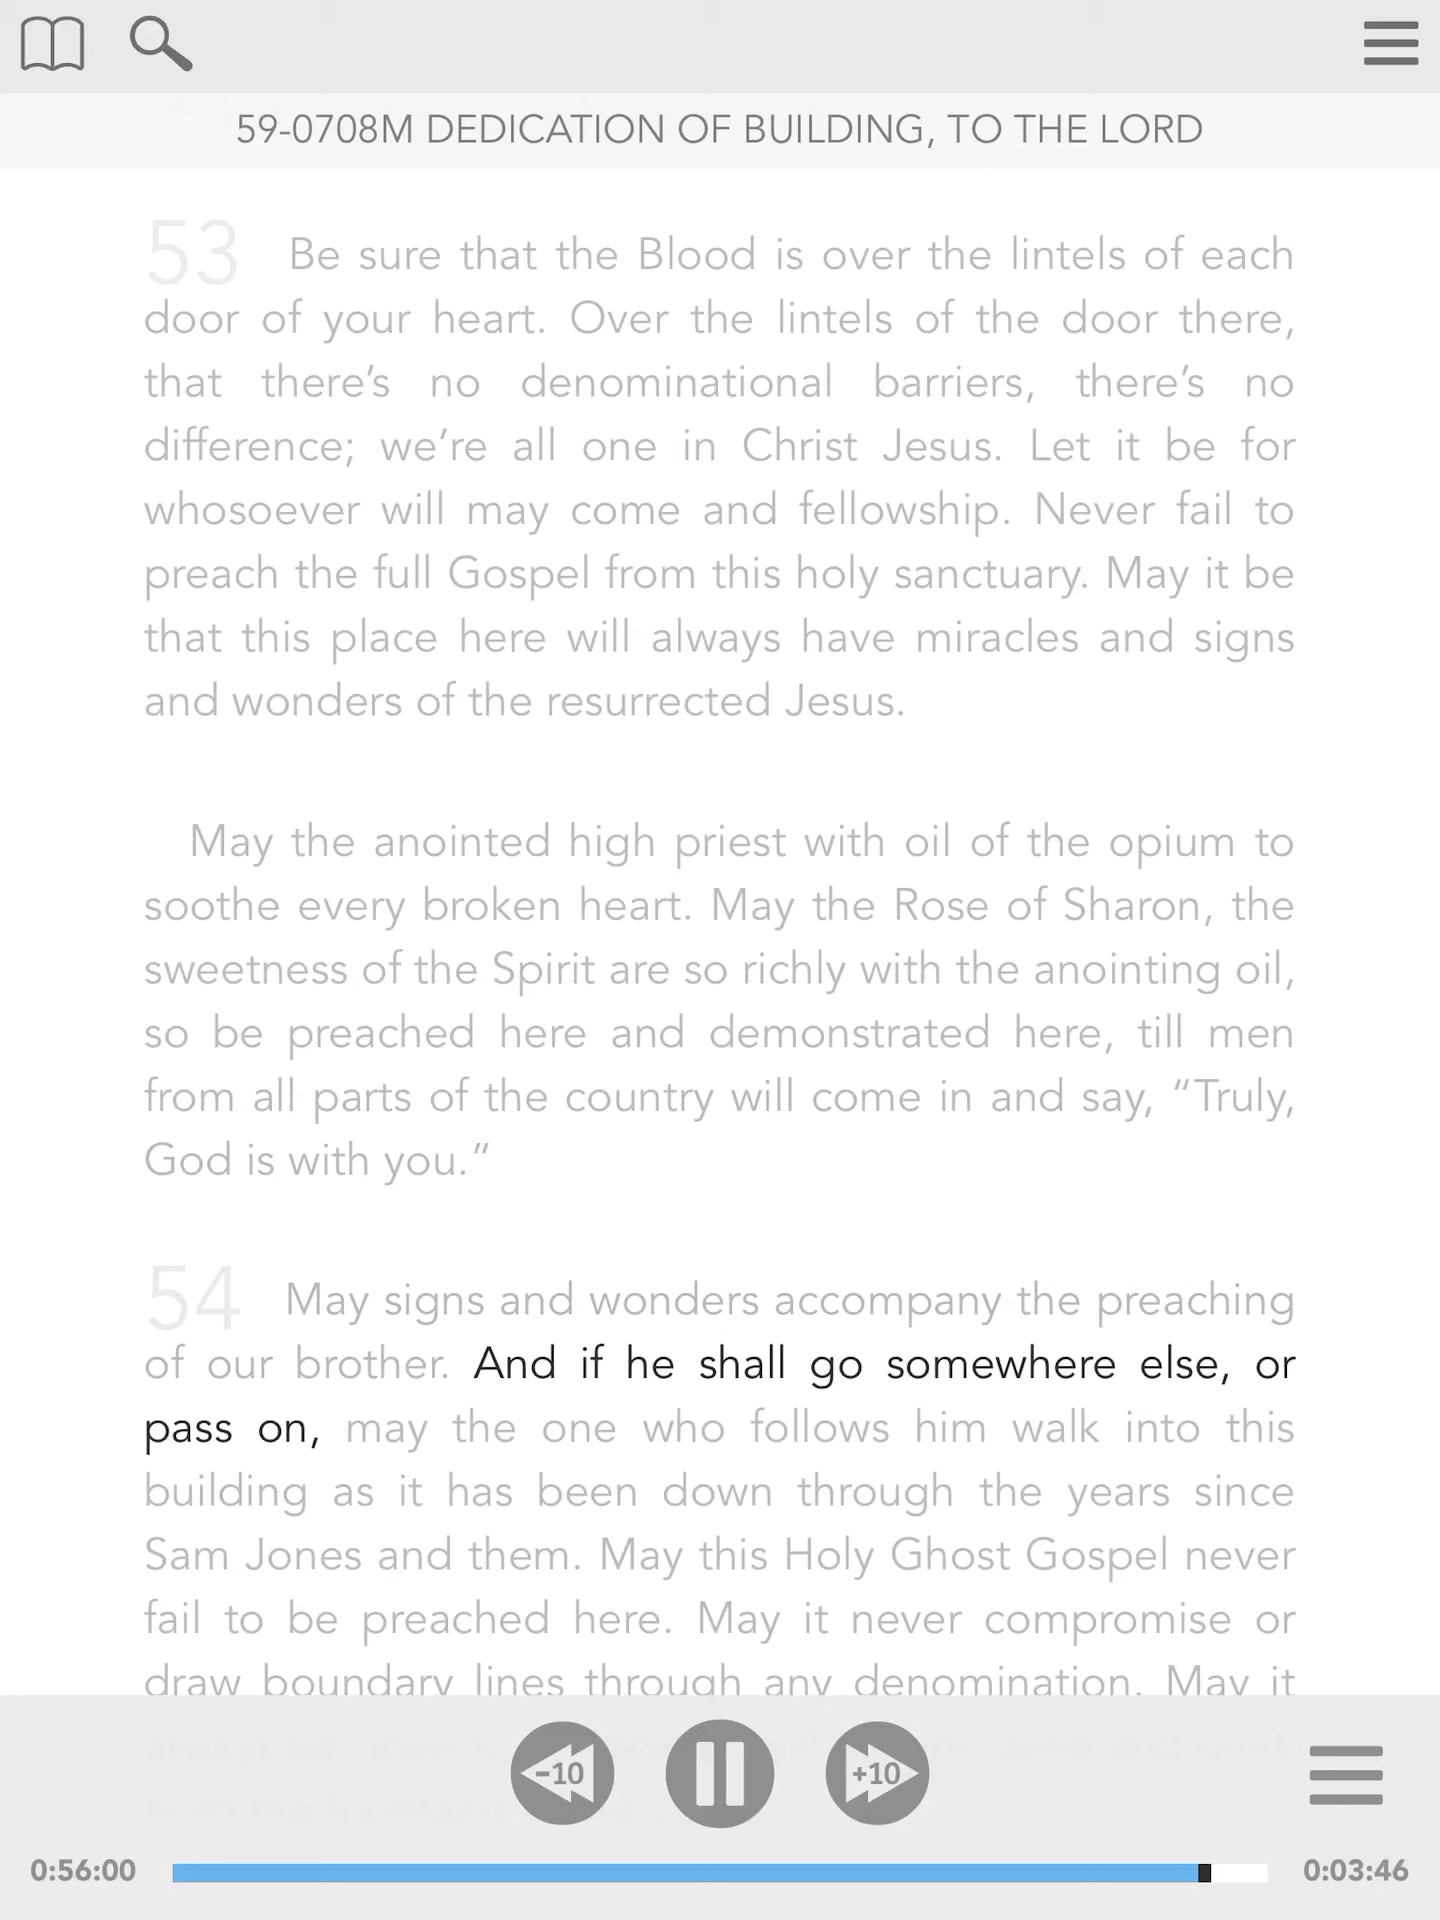 59-0708M DEDICATION OF BUILDING, TO THE LORD
53 Be sure that the Blood is over the lintels of each
door of your heart. Over the lintels of the door there,
that there’s no denominational barriers, there’s no
difference; we’re all one in Christ Jesus. Let it be for
whosoever will may come and fellowship. Never fail to
preach the full Gospel from this holy sanctuary. May it be
that this place here will always have miracles and signs
and wonders of the resurrected Jesus.
May the anointed high priest with oil of the opium to
soothe every broken heart. May the Rose of Sharon, the
sweetness of the Spirit are so richly with the anointing oil,
so be preached here and demonstrated here, till men
from all parts of the country will come in and say, “Truly,
God is with you.”
54 May signs and wonders accompany the preaching
of our brother. And if he shall go somewhere else, or
pass on, may the one who follows him walk into this
building as it has been down through the years since
Sam Jones and them. May this Holy Ghost Gospel never
fail to be preached here. May it never compromise or
draw boundary lines through any denomination. May it
-10 +10
0:56:00 0:03:46